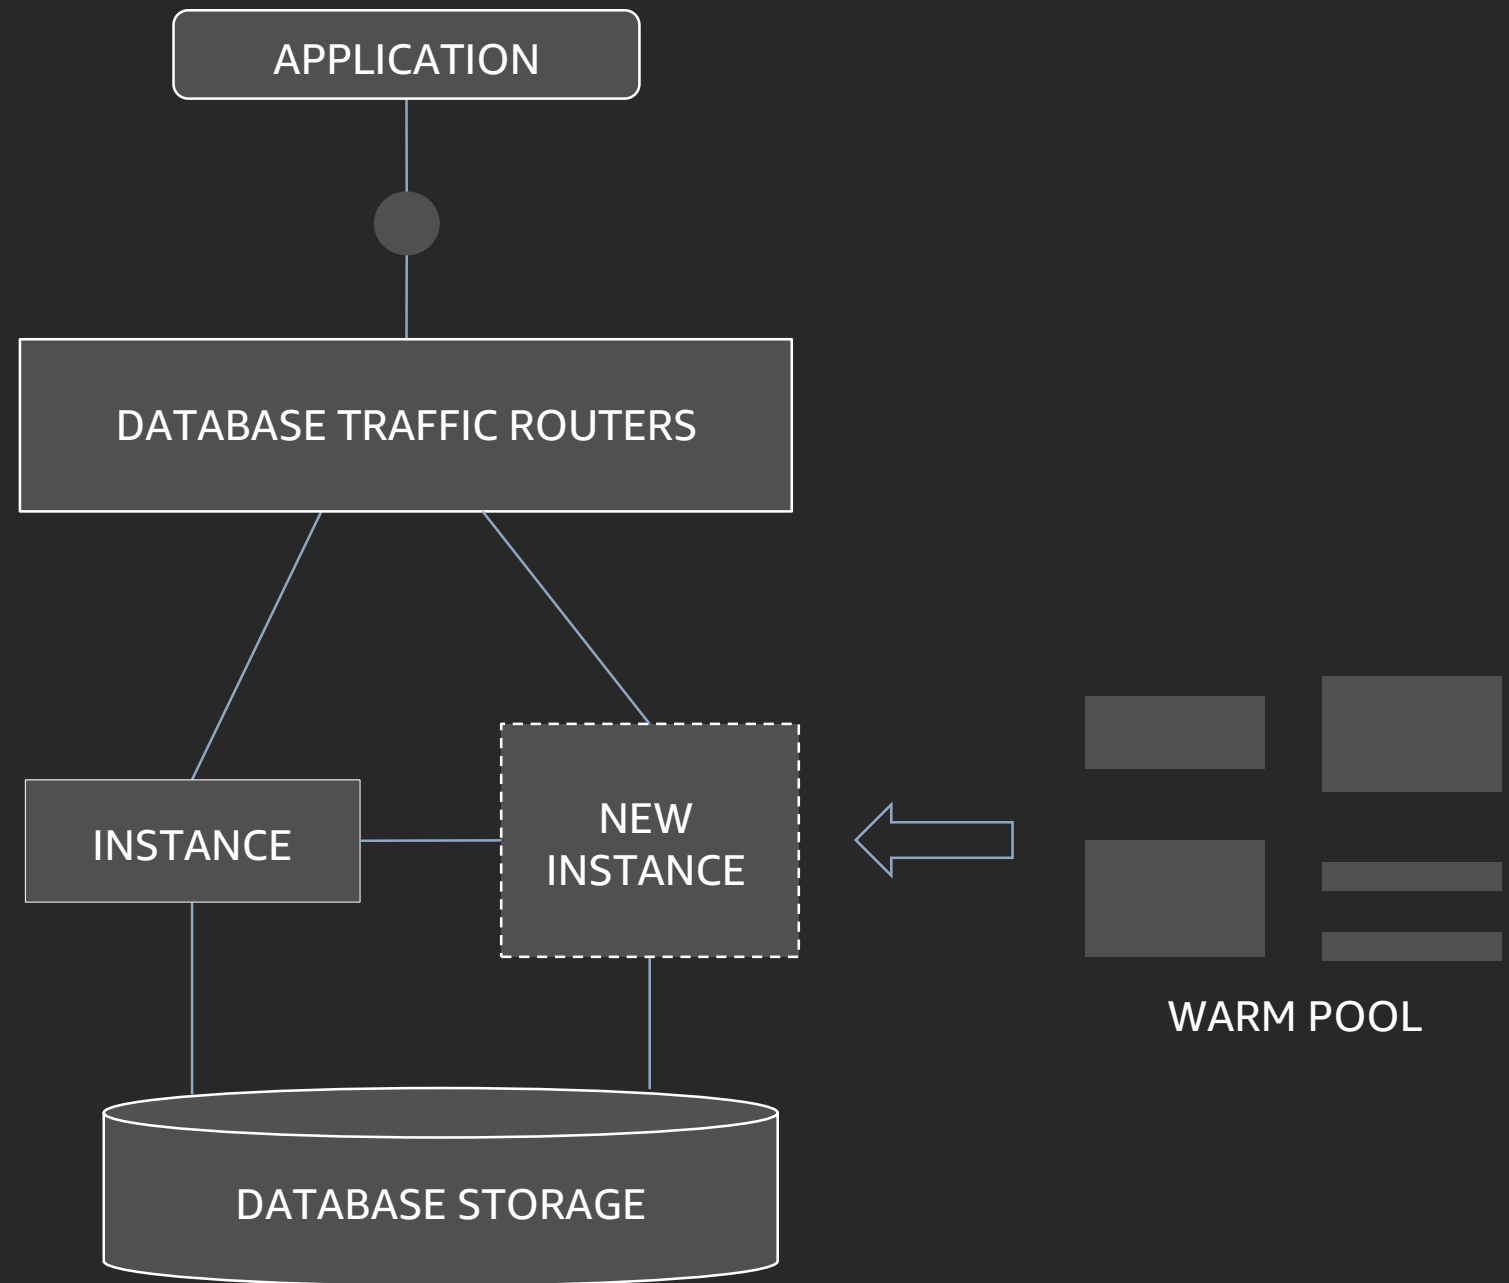 APPLICATION
DATABASE TRAFFIC ROUTERS
INSTANCE
NEW
INSTANCE
WARM POOL
DATABASE STORAGE